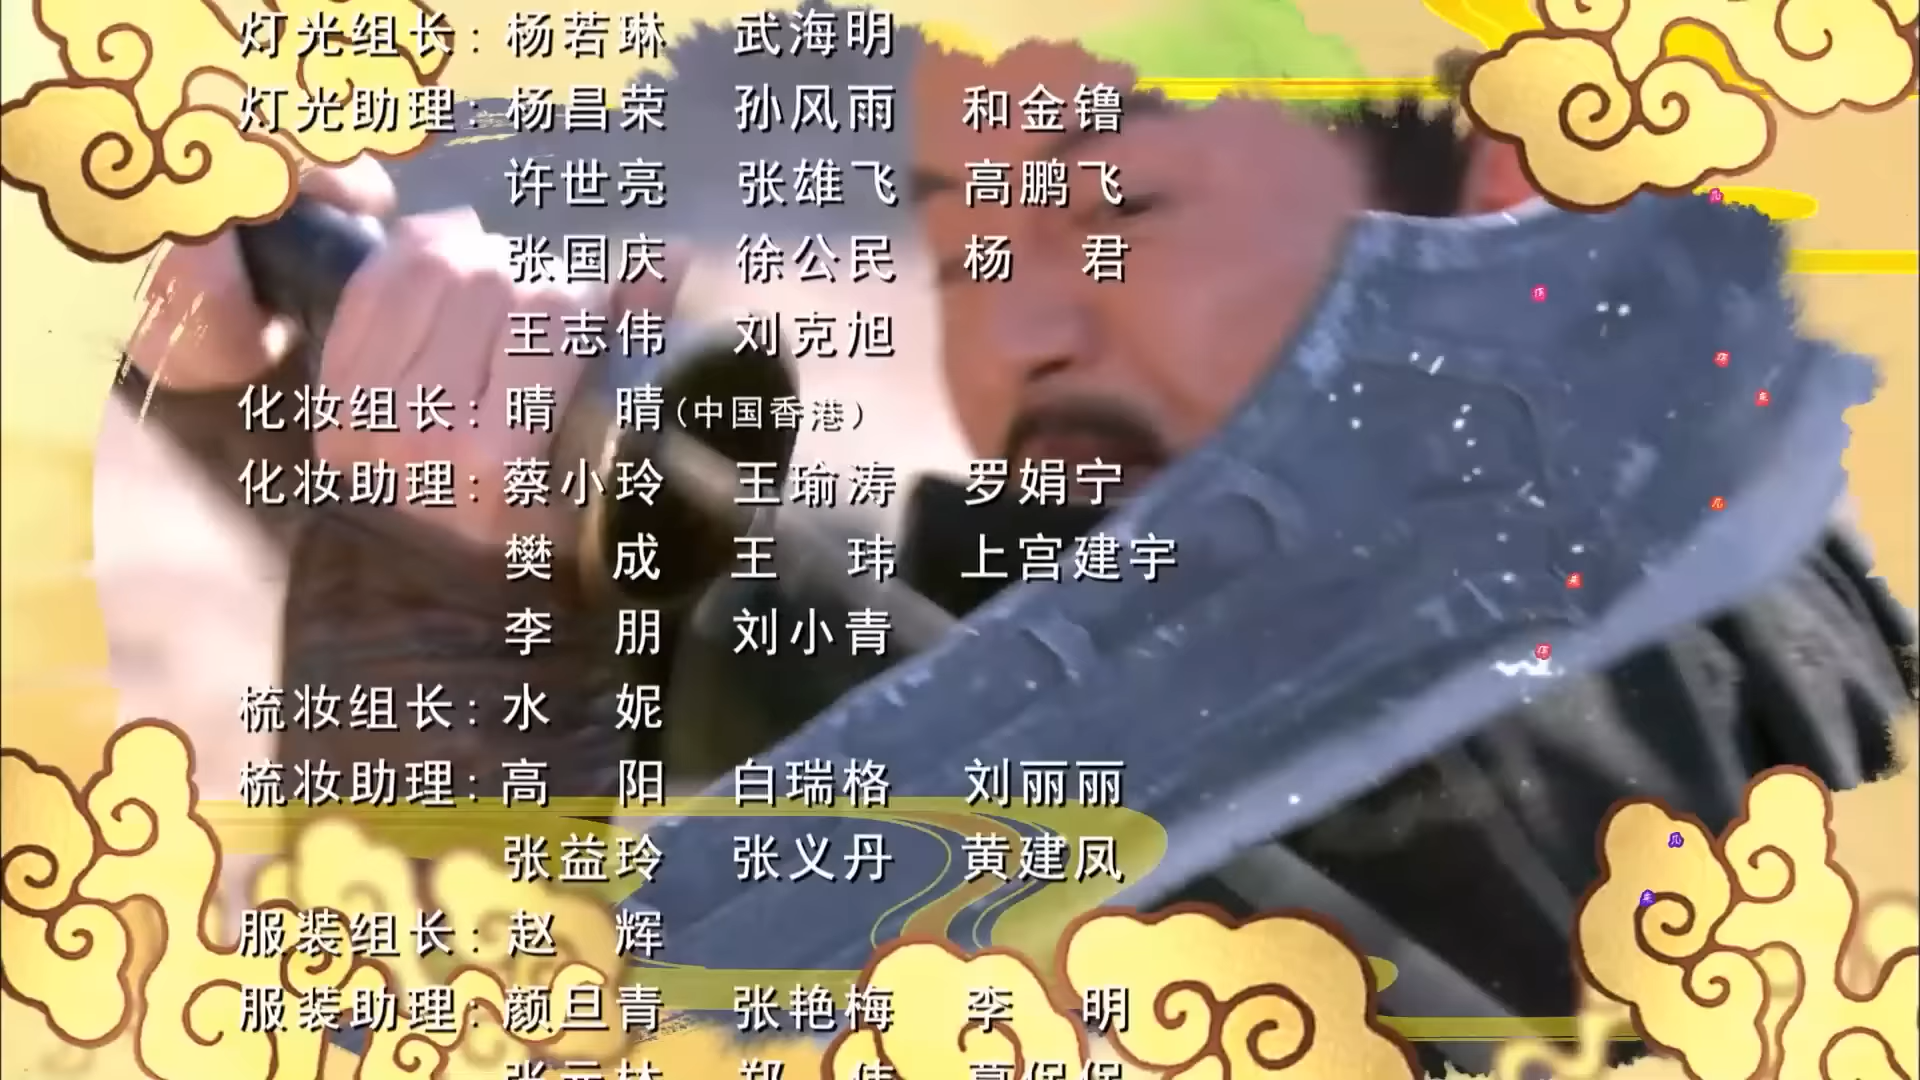 灯光组长:杨若琳 武海明
灯光助理:杨昌荣 孙风雨 和金镥
许世亮 张雄飞 高鹏飞
张国庆 徐公民 杨 君
王志伟 刘克旭
化妆组长:晴 晴(中国香港)
化妆助理:蔡小玲 王瑜涛 罗娟宁
樊 成 王 玮 上宫建宇
李 朋 刘小青
梳妆组长:水 妮
梳妆助理:高 阳 白瑞格 刘丽丽
张益玲 张义丹 黄建凤
服装组长:赵 辉
服装助理:颜旦青 张艳梅 李 明